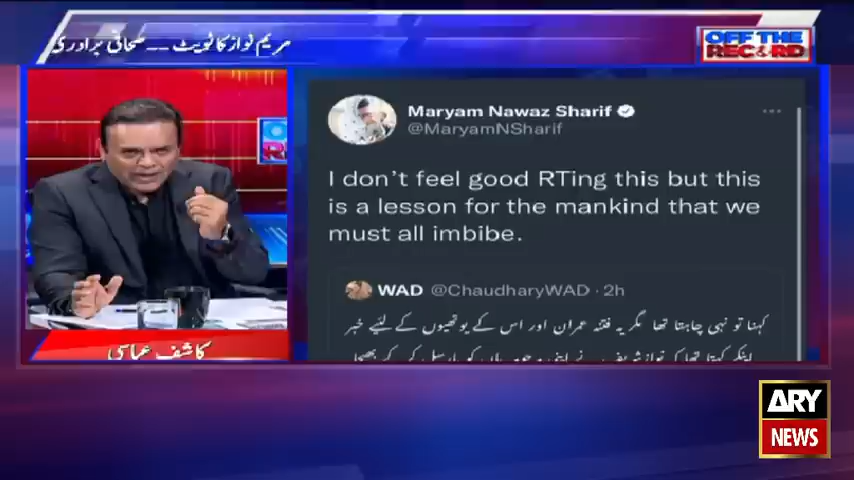 مریم نواز کا ٹویٹ ۔۔ صحافی برادری
OFF THE
RECORD
Maryam Nawaz Sharif
@MaryamNSharif
I don't feel good RTing this but this
is a lesson for the mankind that we
must all imbibe.
WAD @ChaudharyWAD · 2h
کہنا تو نہی چاہتا تھا مگر یہ فتنہ عمران اور اس کے یوتھیوں کے لئیے خبر
کاشف عباسی
ARY
NEWS